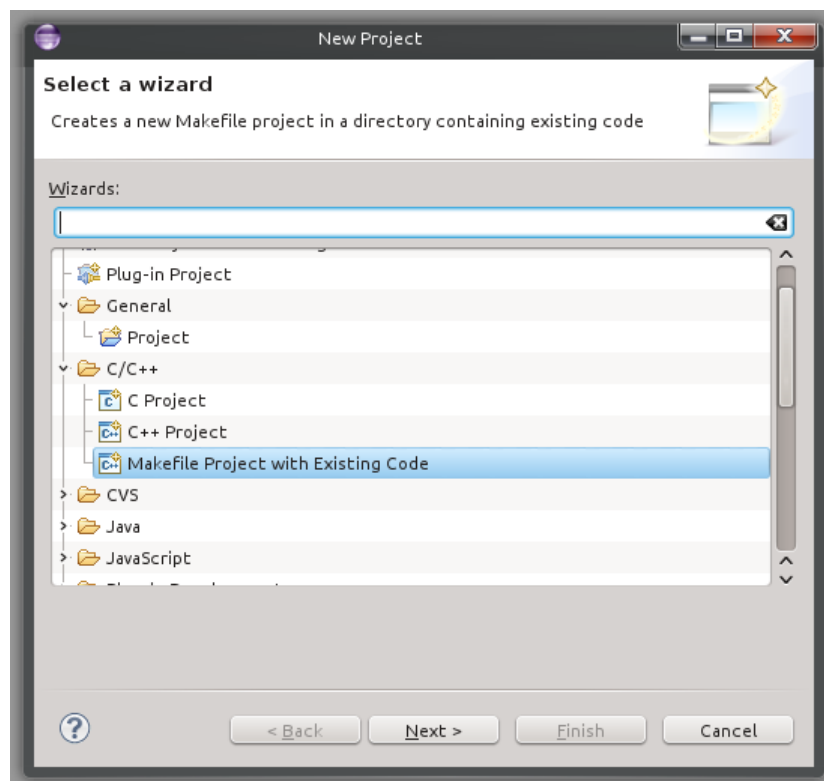 New Project
Select a wizard
Creates a new Makefile project in a directory containing existing code
Wizards:
Plug-in Project
General
Project
C/C++
C Project
C++ Project
Makefile Project with Existing Code
CVS
Java
JavaScript
< Back Next > Finish Cancel